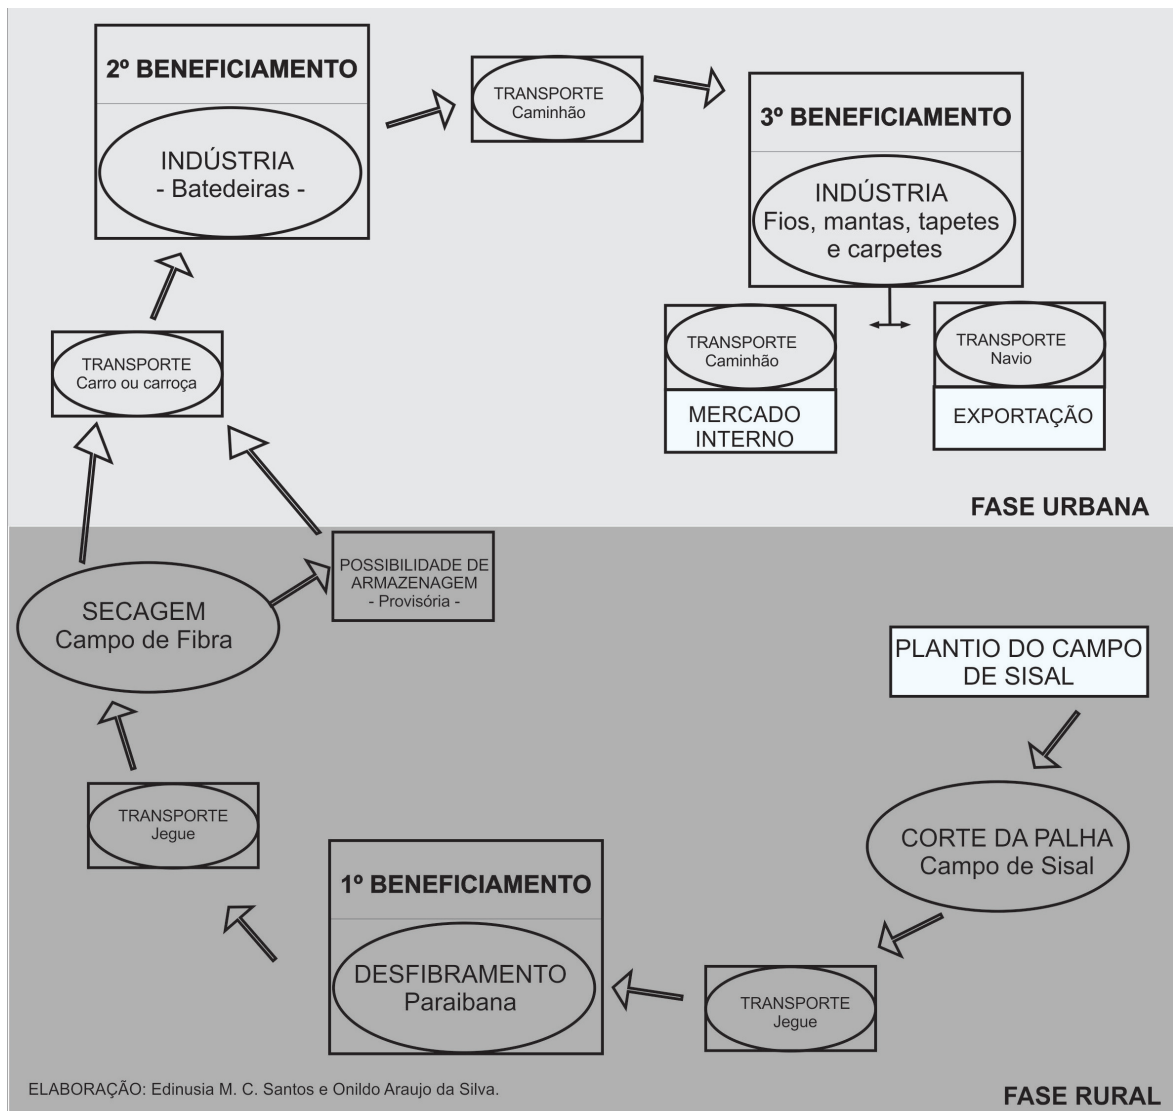 2º BENEFICIAMENTO
INDÚSTRIA
- Batedeiras -
TRANSPORTE
Caminhão
3º BENEFICIAMENTO
INDÚSTRIA
Fios, mantas, tapetes
e carpetes
TRANSPORTE
Carro ou carroça
TRANSPORTE
Caminhão
MERCADO
INTERNO
TRANSPORTE
Navio
EXPORTAÇÃO
FASE URBANA
SECAGEM
Campo de Fibra
POSSIBILIDADE DE
ARMAZENAGEM
- Provisória -
PLANTIO DO CAMPO
DE SISAL
CORTE DA PALHA
Campo de Sisal
TRANSPORTE
Jegue
1º BENEFICIAMENTO
DESFIBRAMENTO
Paraibana
TRANSPORTE
Jegue
ELABORAÇÃO: Edinusia M. C. Santos e Onildo Araujo da Silva.
FASE RURAL